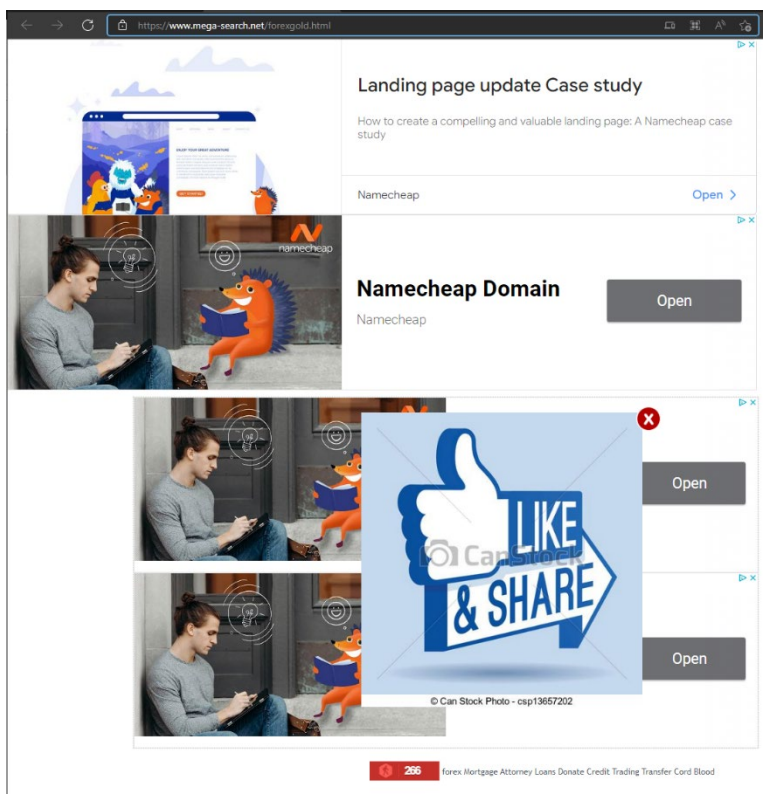 https://www.mega-search.net/forexgold.html
Landing page update Case study
How to create a compelling and valuable landing page: A Namecheap case
study
Namecheap
Open
namecheap
Namecheap Domain
Namecheap
Open
X
Open
LIKE
CanStock
& SHARE
Open
© Can Stock Photo - csp13657202
266 forex Mortgage Attorney Loans Donate Credit Trading Transfer Cord Blood